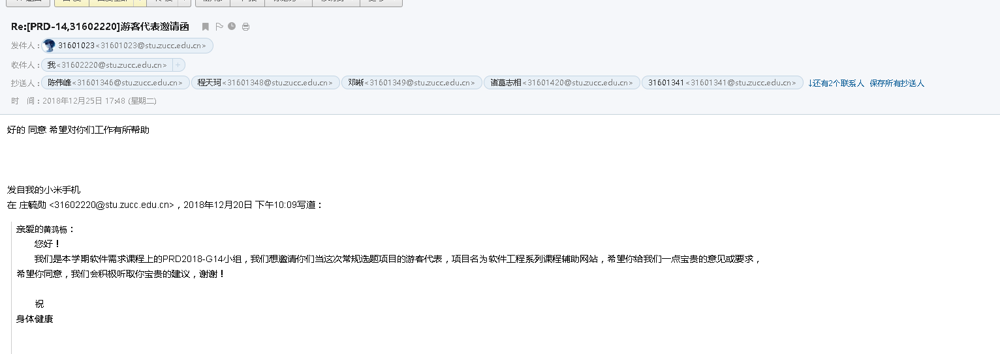 Re:[PRD-14,31602220]游客代表邀请函
发件人：31601023<31601023@stu.zucc.edu.cn>
收件人：我<31602220@stu.zucc.edu.cn> +
抄送人：陈伟峰<31601346@stu.zucc.edu.cn> 程天珂<31601348@stu.zucc.edu.cn> 邓晰<31601349@stu.zucc.edu.cn> 诸葛志相<31601420@stu.zucc.edu.cn> 31601341<31601341@stu.zucc.edu.cn> ↓还有2个联系人 保存所有抄送人
时 间：2018年12月25日 17:48 (星期二)
好的 同意 希望对你们工作有所帮助
发自我的小米手机
在 庄毓勋 <31602220@stu.zucc.edu.cn>，2018年12月20日 下午10:09写道：
亲爱的黄鸿枥：
您好！
我们是本学期软件需求课程上的PRD2018-G14小组，我们想邀请你们当这次常规选题项目的游客代表，项目名为软件工程系列课程辅助网站，希望你给我们一点宝贵的意见或要求，
希望你同意，我们会积极听取你宝贵的建议，谢谢！
祝
身体健康